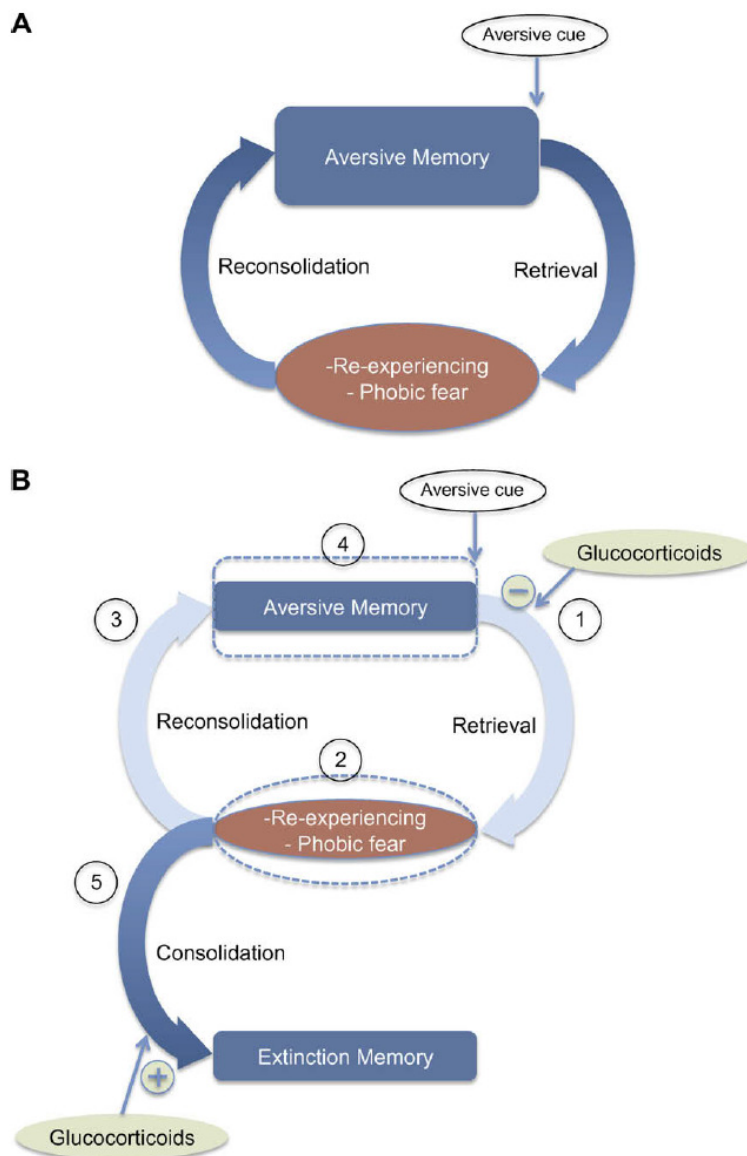 A
Aversive cue
Aversive Memory
Reconsolidation
Retrieval
-Re-experiencing
- Phobic fear
B
Aversive cue
4
Glucocorticoids
−
Aversive Memory
3
1
Reconsolidation
Retrieval
2
-Re-experiencing
- Phobic fear
5
Consolidation
Extinction Memory
+
Glucocorticoids